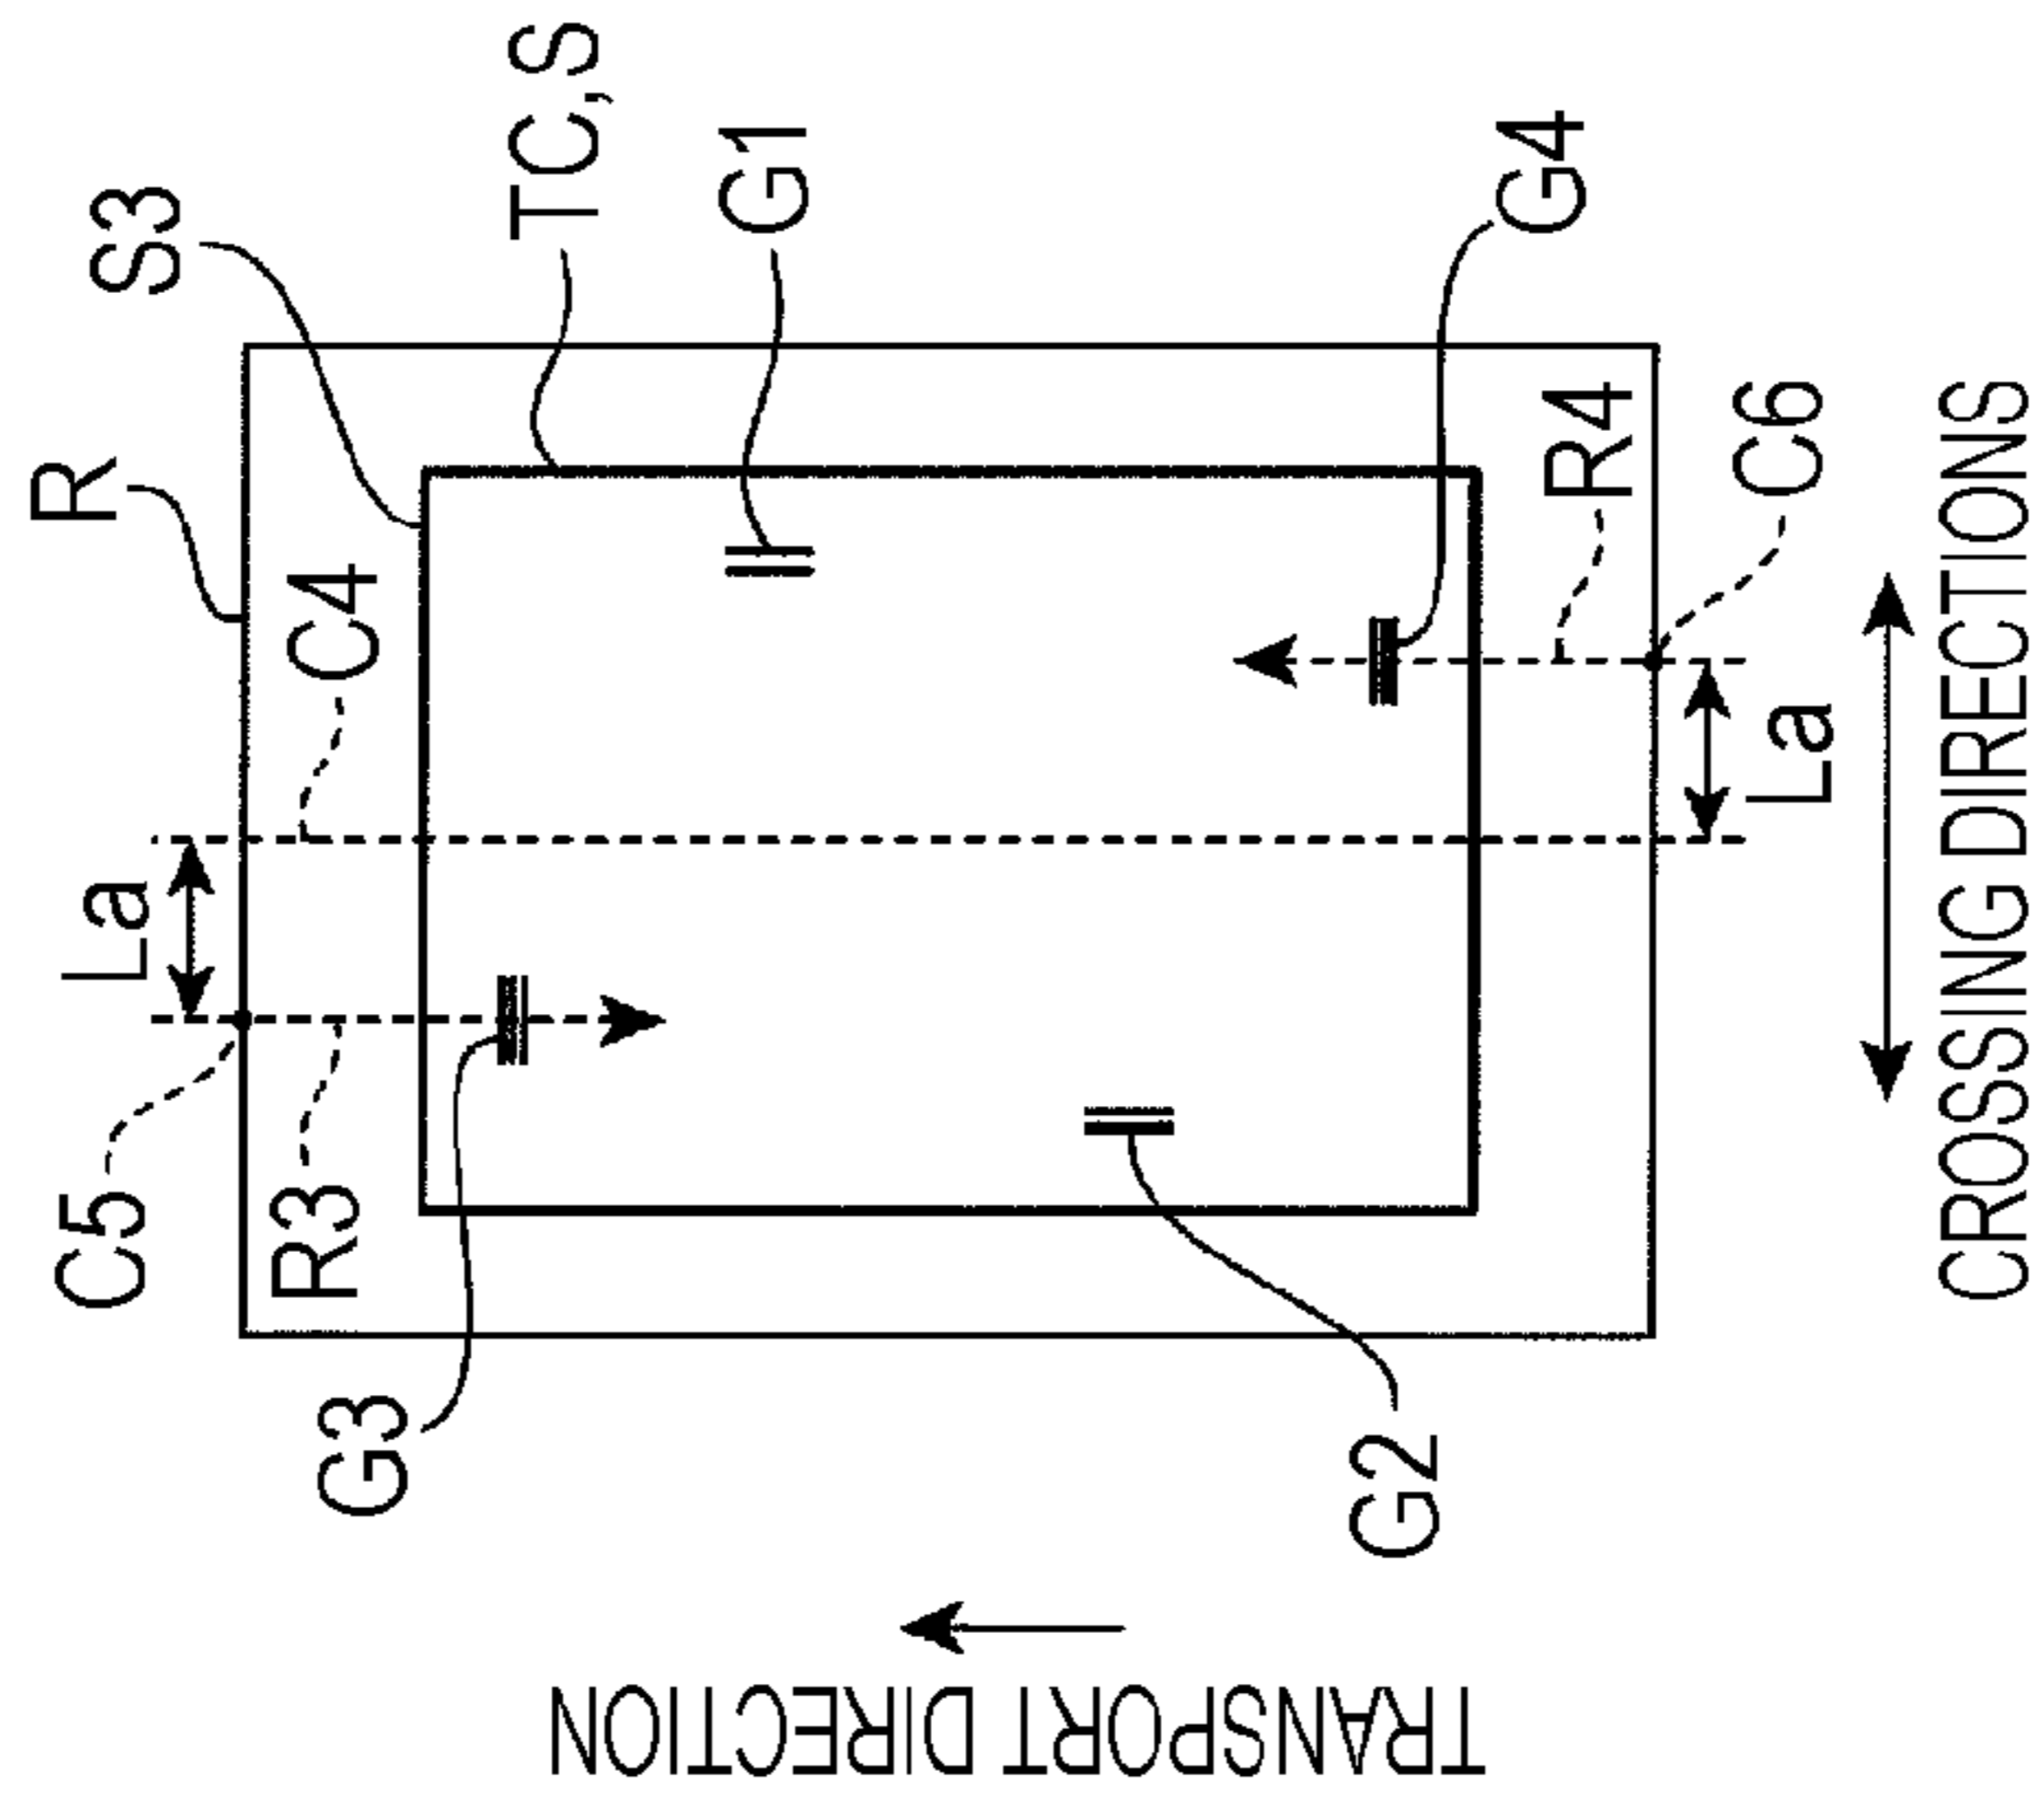 R
S3
TC,S
G1
G4
R4
C6
C4
La
La
C5
R3
G3
G2
CROSSING DIRECTIONS
TRANSPORT DIRECTION